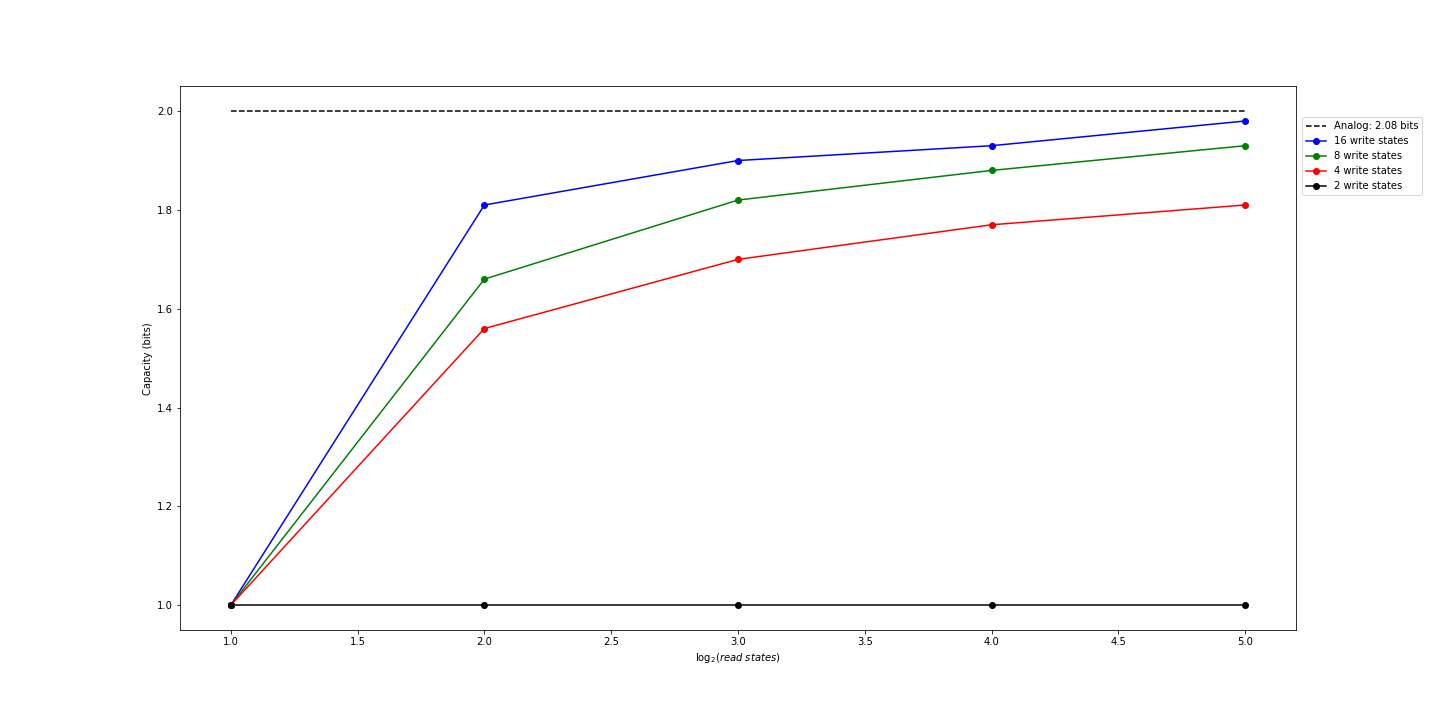 2.0
1.8
1.6
1.4
1.2
1.0
Capacity (bits)
1.0 1.5 2.0 2.5 3.0 3.5 4.0 4.5 5.0
log₂(read states)
Analog: 2.08 bits
16 write states
8 write states
4 write states
2 write states